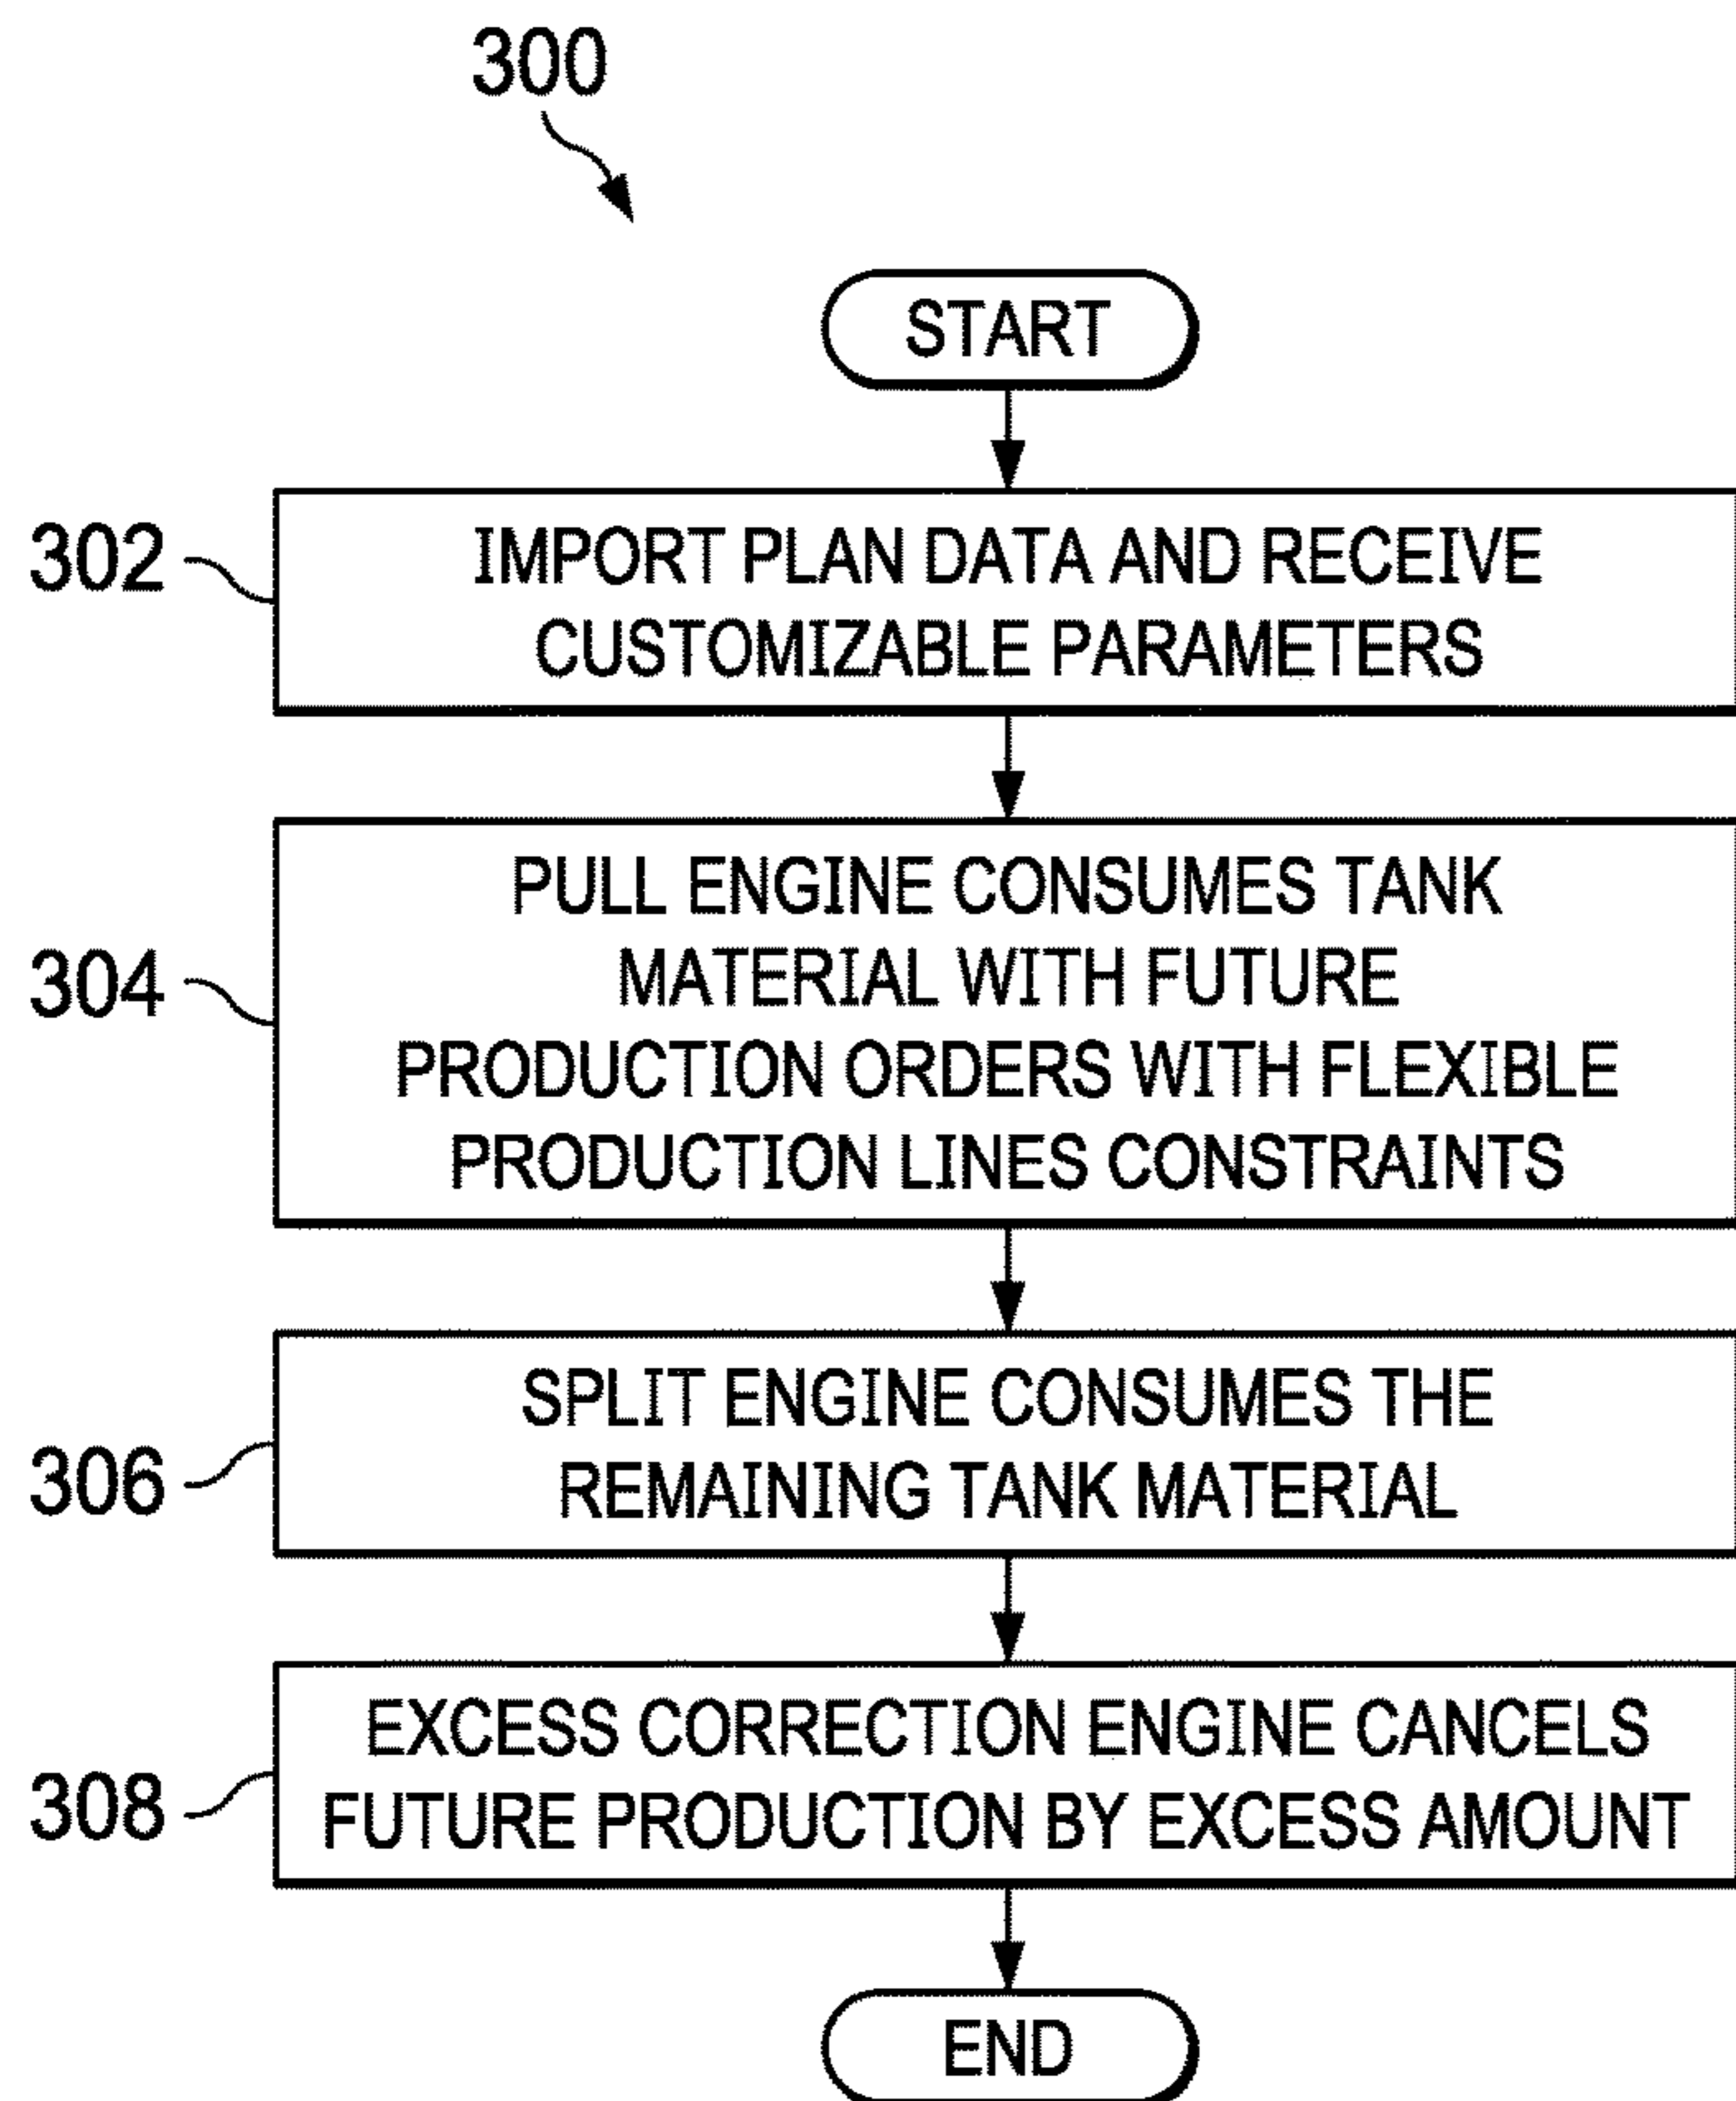 300
START
302
IMPORT PLAN DATA AND RECEIVE
CUSTOMIZABLE PARAMETERS
304
PULL ENGINE CONSUMES TANK
MATERIAL WITH FUTURE
PRODUCTION ORDERS WITH FLEXIBLE
PRODUCTION LINES CONSTRAINTS
306
SPLIT ENGINE CONSUMES THE
REMAINING TANK MATERIAL
308
EXCESS CORRECTION ENGINE CANCELS
FUTURE PRODUCTION BY EXCESS AMOUNT
END